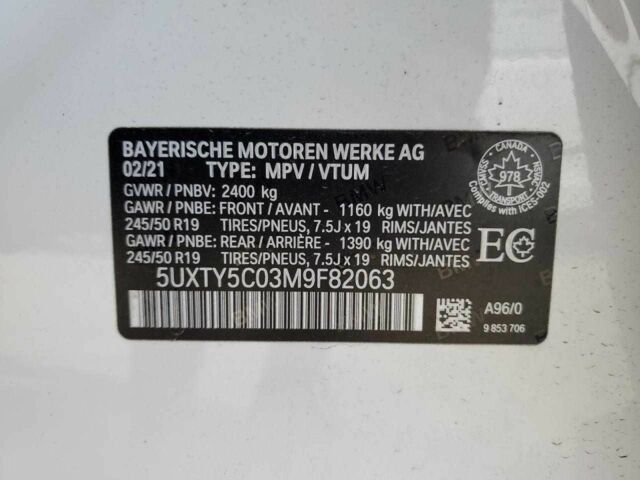 BAYERISCHE MOTOREN WERKE AG
02/21 TYPE: MPV / VTUM
GVWR / PNBV: 2400 kg
GAWR / PNBE: FRONT / AVANT - 1160 kg WITH/AVEC
245/50 R19 TIRES/PNEUS, 7.5J x 19 RIMS/JANTES
GAWR / PNBE: REAR / ARRIÈRE - 1390 kg WITH/AVEC
245/50 R19 TIRES/PNEUS, 7.5J x 19 RIMS/JANTES
5UXTY5C03M9F82063
CANADA
978
TRANSPORT
Complies with ICES-002
EC
A96/0
9 853 706
BMW